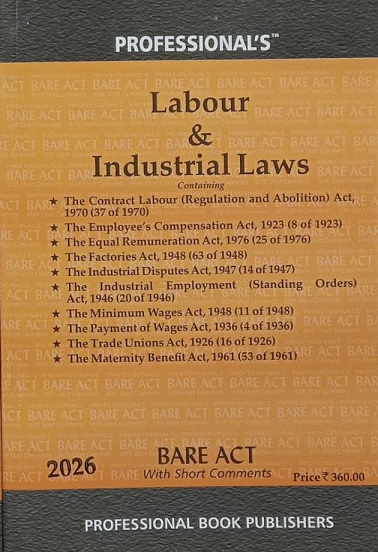 PROFESSIONAL'S™
Labour
&
Industrial Laws
Containing
★ The Contract Labour (Regulation and Abolition) Act,
1970 (37 of 1970)
★ The Employee's Compensation Act, 1923 (8 of 1923)
★ The Equal Remuneration Act, 1976 (25 of 1976)
★ The Factories Act, 1948 (63 of 1948)
★ The Industrial Disputes Act, 1947 (14 of 1947)
★ The Industrial Employment (Standing Orders)
Act, 1946 (20 of 1946)
★ The Minimum Wages Act, 1948 (11 of 1948)
★ The Payment of Wages Act, 1936 (4 of 1936)
★ The Trade Unions Act, 1926 (16 of 1926)
★ The Maternity Benefit Act, 1961 (53 of 1961)
2026
BARE ACT
With Short Comments
Price ₹ 360.00
PROFESSIONAL BOOK PUBLISHERS